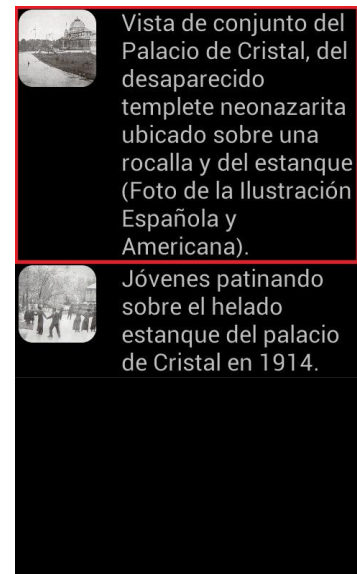 Vista de conjunto del
Palacio de Cristal, del
desaparecido
templete neonazarita
ubicado sobre una
rocalla y del estanque
(Foto de la Ilustración
Española y
Americana).
Jóvenes patinando
sobre el helado
estanque del palacio
de Cristal en 1914.